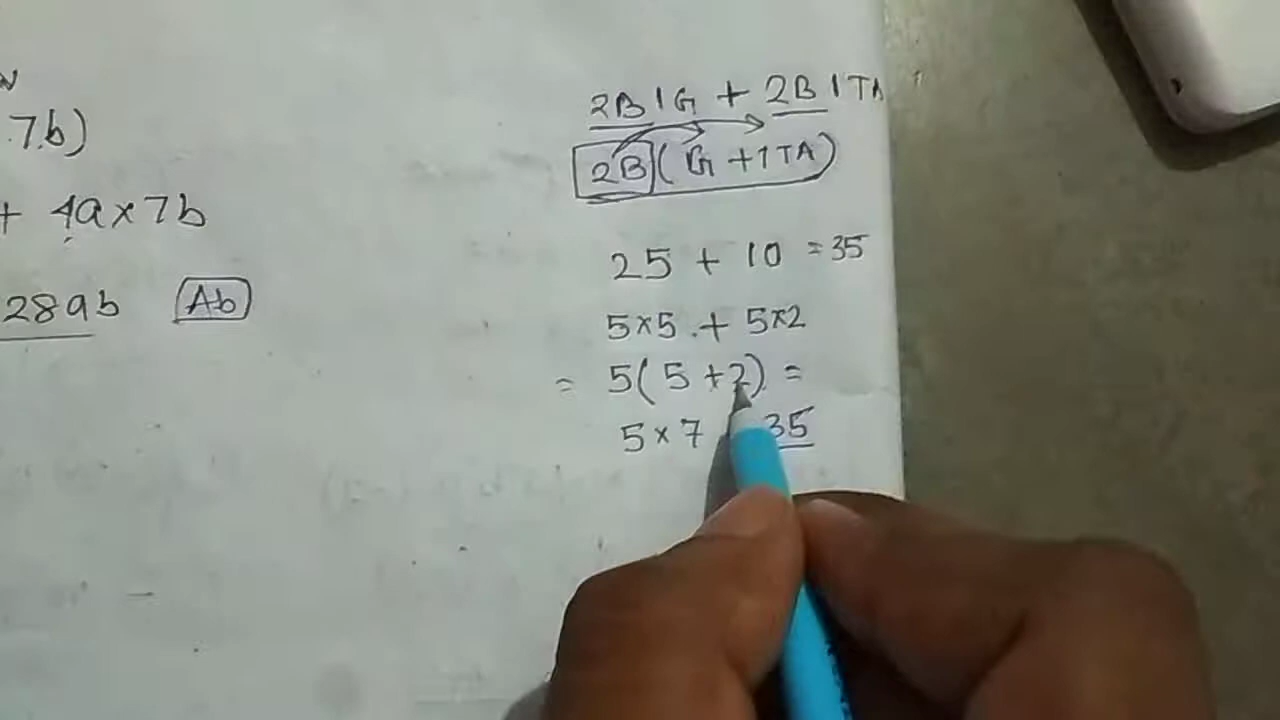 .7b)
+ 4a×7b
28ab Ab
2B1G + 2B1TA
2B(G+1TA)
25 + 10 =35
5×5 . + 5×2
= 5(5+2) =
5×7 35